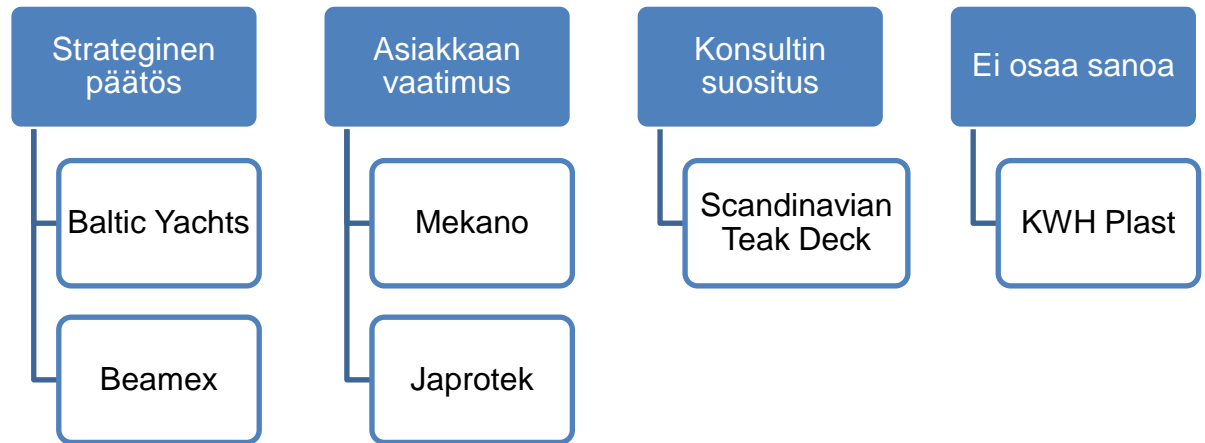 Strateginen
päätös
Baltic Yachts
Beamex
Asiakkaan
vaatimus
Mekano
Japrotek
Konsultin
suositus
Scandinavian
Teak Deck
Ei osaa sanoa
KWH Plast